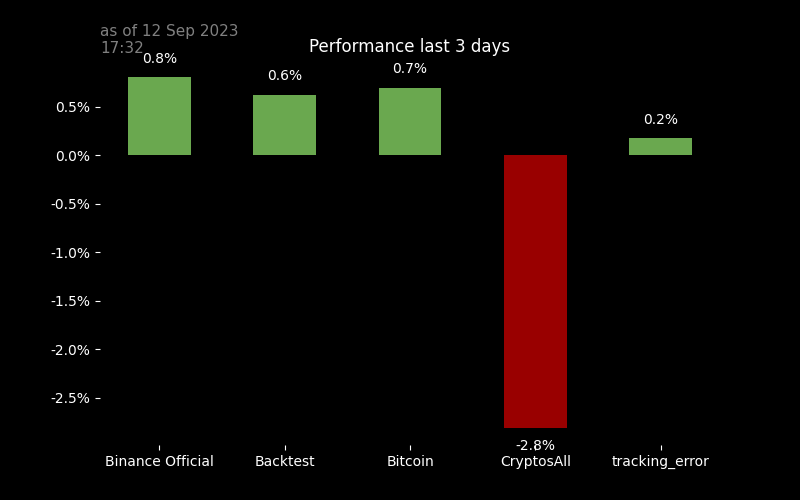 as of 12 Sep 2023
17:32
Performance last 3 days
0.8%
0.6%
0.7%
-2.8%
0.2%
0.5%
0.0%
-0.5%
-1.0%
-1.5%
-2.0%
-2.5%
Binance Official
Backtest
Bitcoin
CryptosAll
tracking_error